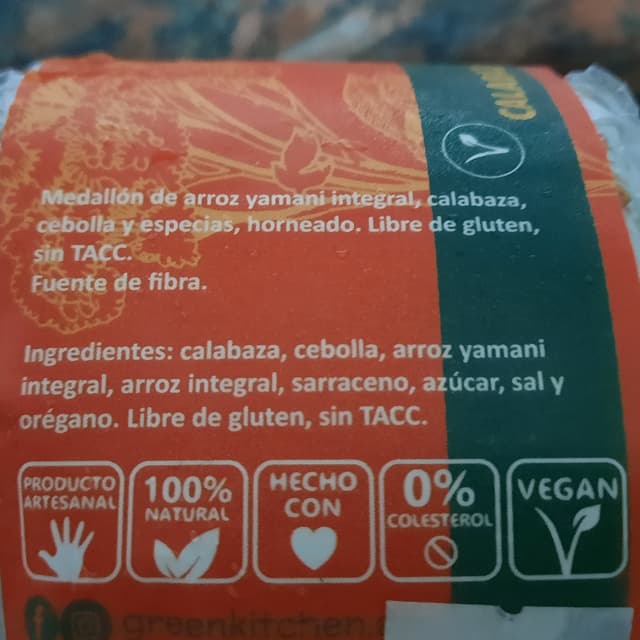 Medallón de arroz yamani integral, calabaza,
cebolla y especias, horneado. Libre de gluten,
sin TACC.
Fuente de fibra.
Ingredientes: calabaza, cebolla, arroz yamani
integral, arroz integral, sarraceno, azúcar, sal y
orégano. Libre de gluten, sin TACC.
PRODUCTO
ARTESANAL
100%
NATURAL
HECHO
CON
0%
COLESTEROL
VEGAN
greenkitchen